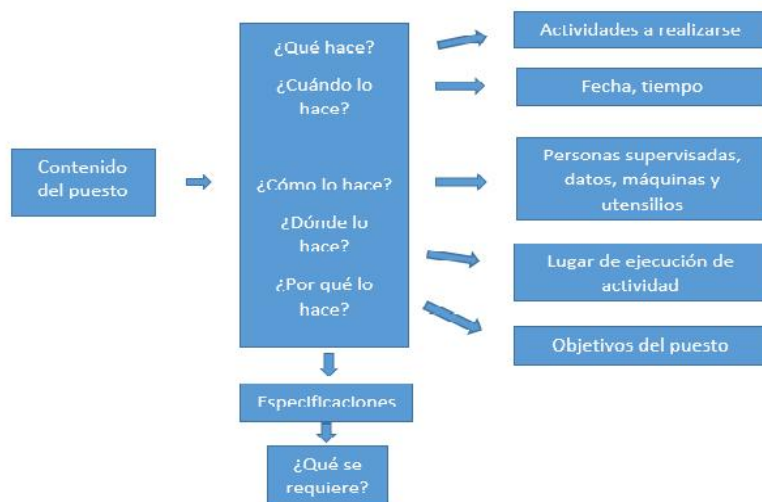 Contenido
del puesto
¿Qué hace?
¿Cuándo lo
hace?
¿Cómo lo hace?
¿Dónde lo
hace?
¿Por qué lo
hace?
Actividades a realizarse
Fecha, tiempo
Personas supervisadas,
datos, máquinas y
utensilios
Lugar de ejecución de
actividad
Objetivos del puesto
Especificaciones
¿Qué se
requiere?